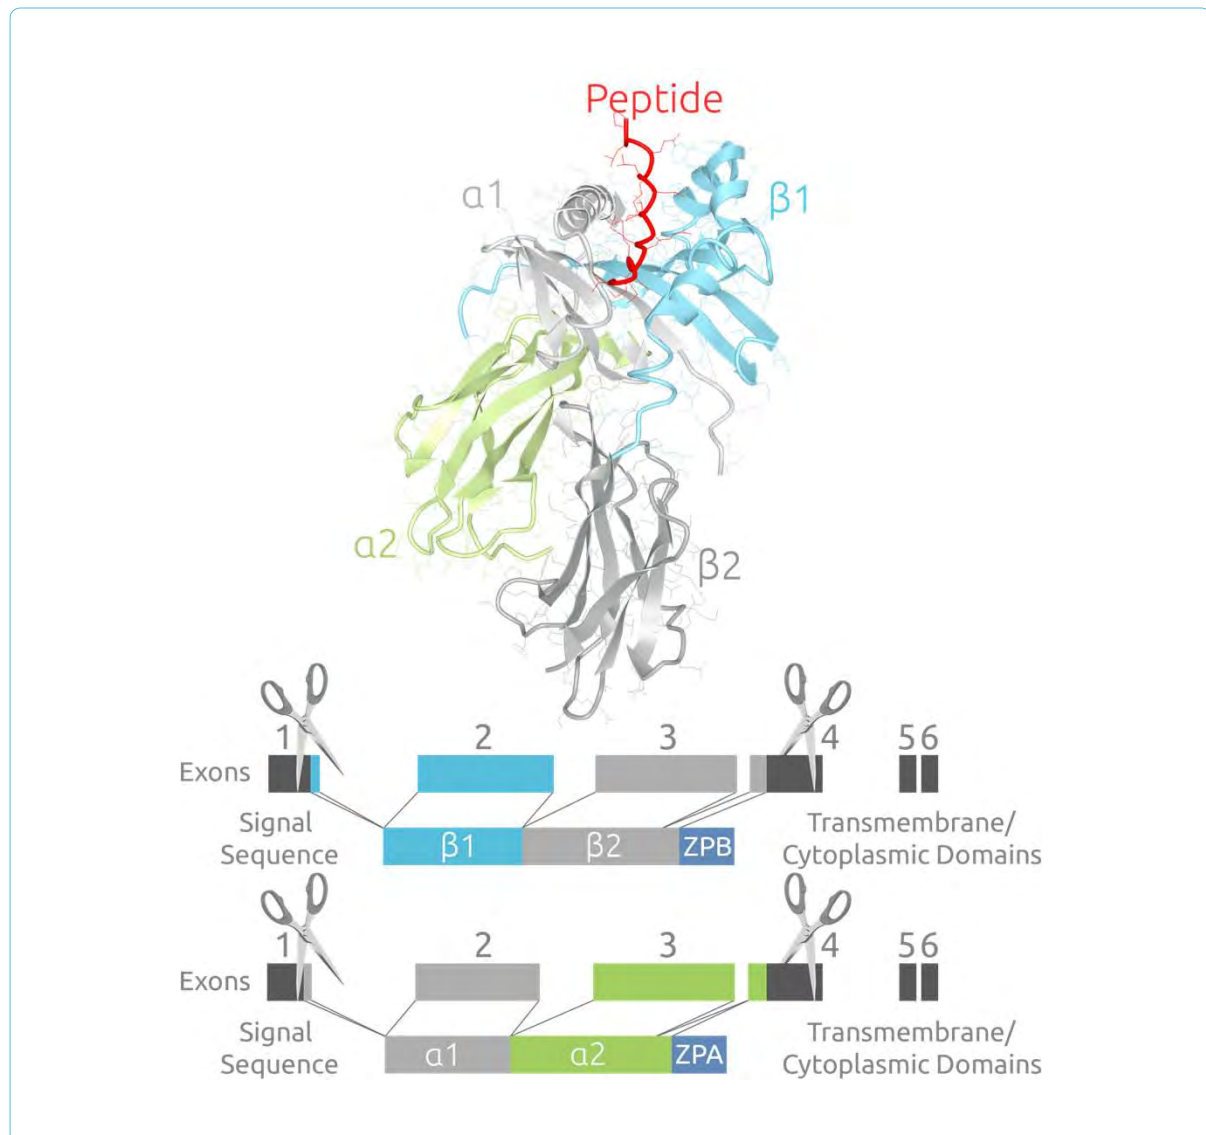 Peptide
α1
β1
α2
β2
1 2 3 4 5 6
Exons
Signal
Sequence
β1 β2 ZPB
Transmembrane/
Cytoplasmic Domains
1 2 3 4 5 6
Exons
Signal
Sequence
α1 α2 ZPA
Transmembrane/
Cytoplasmic Domains